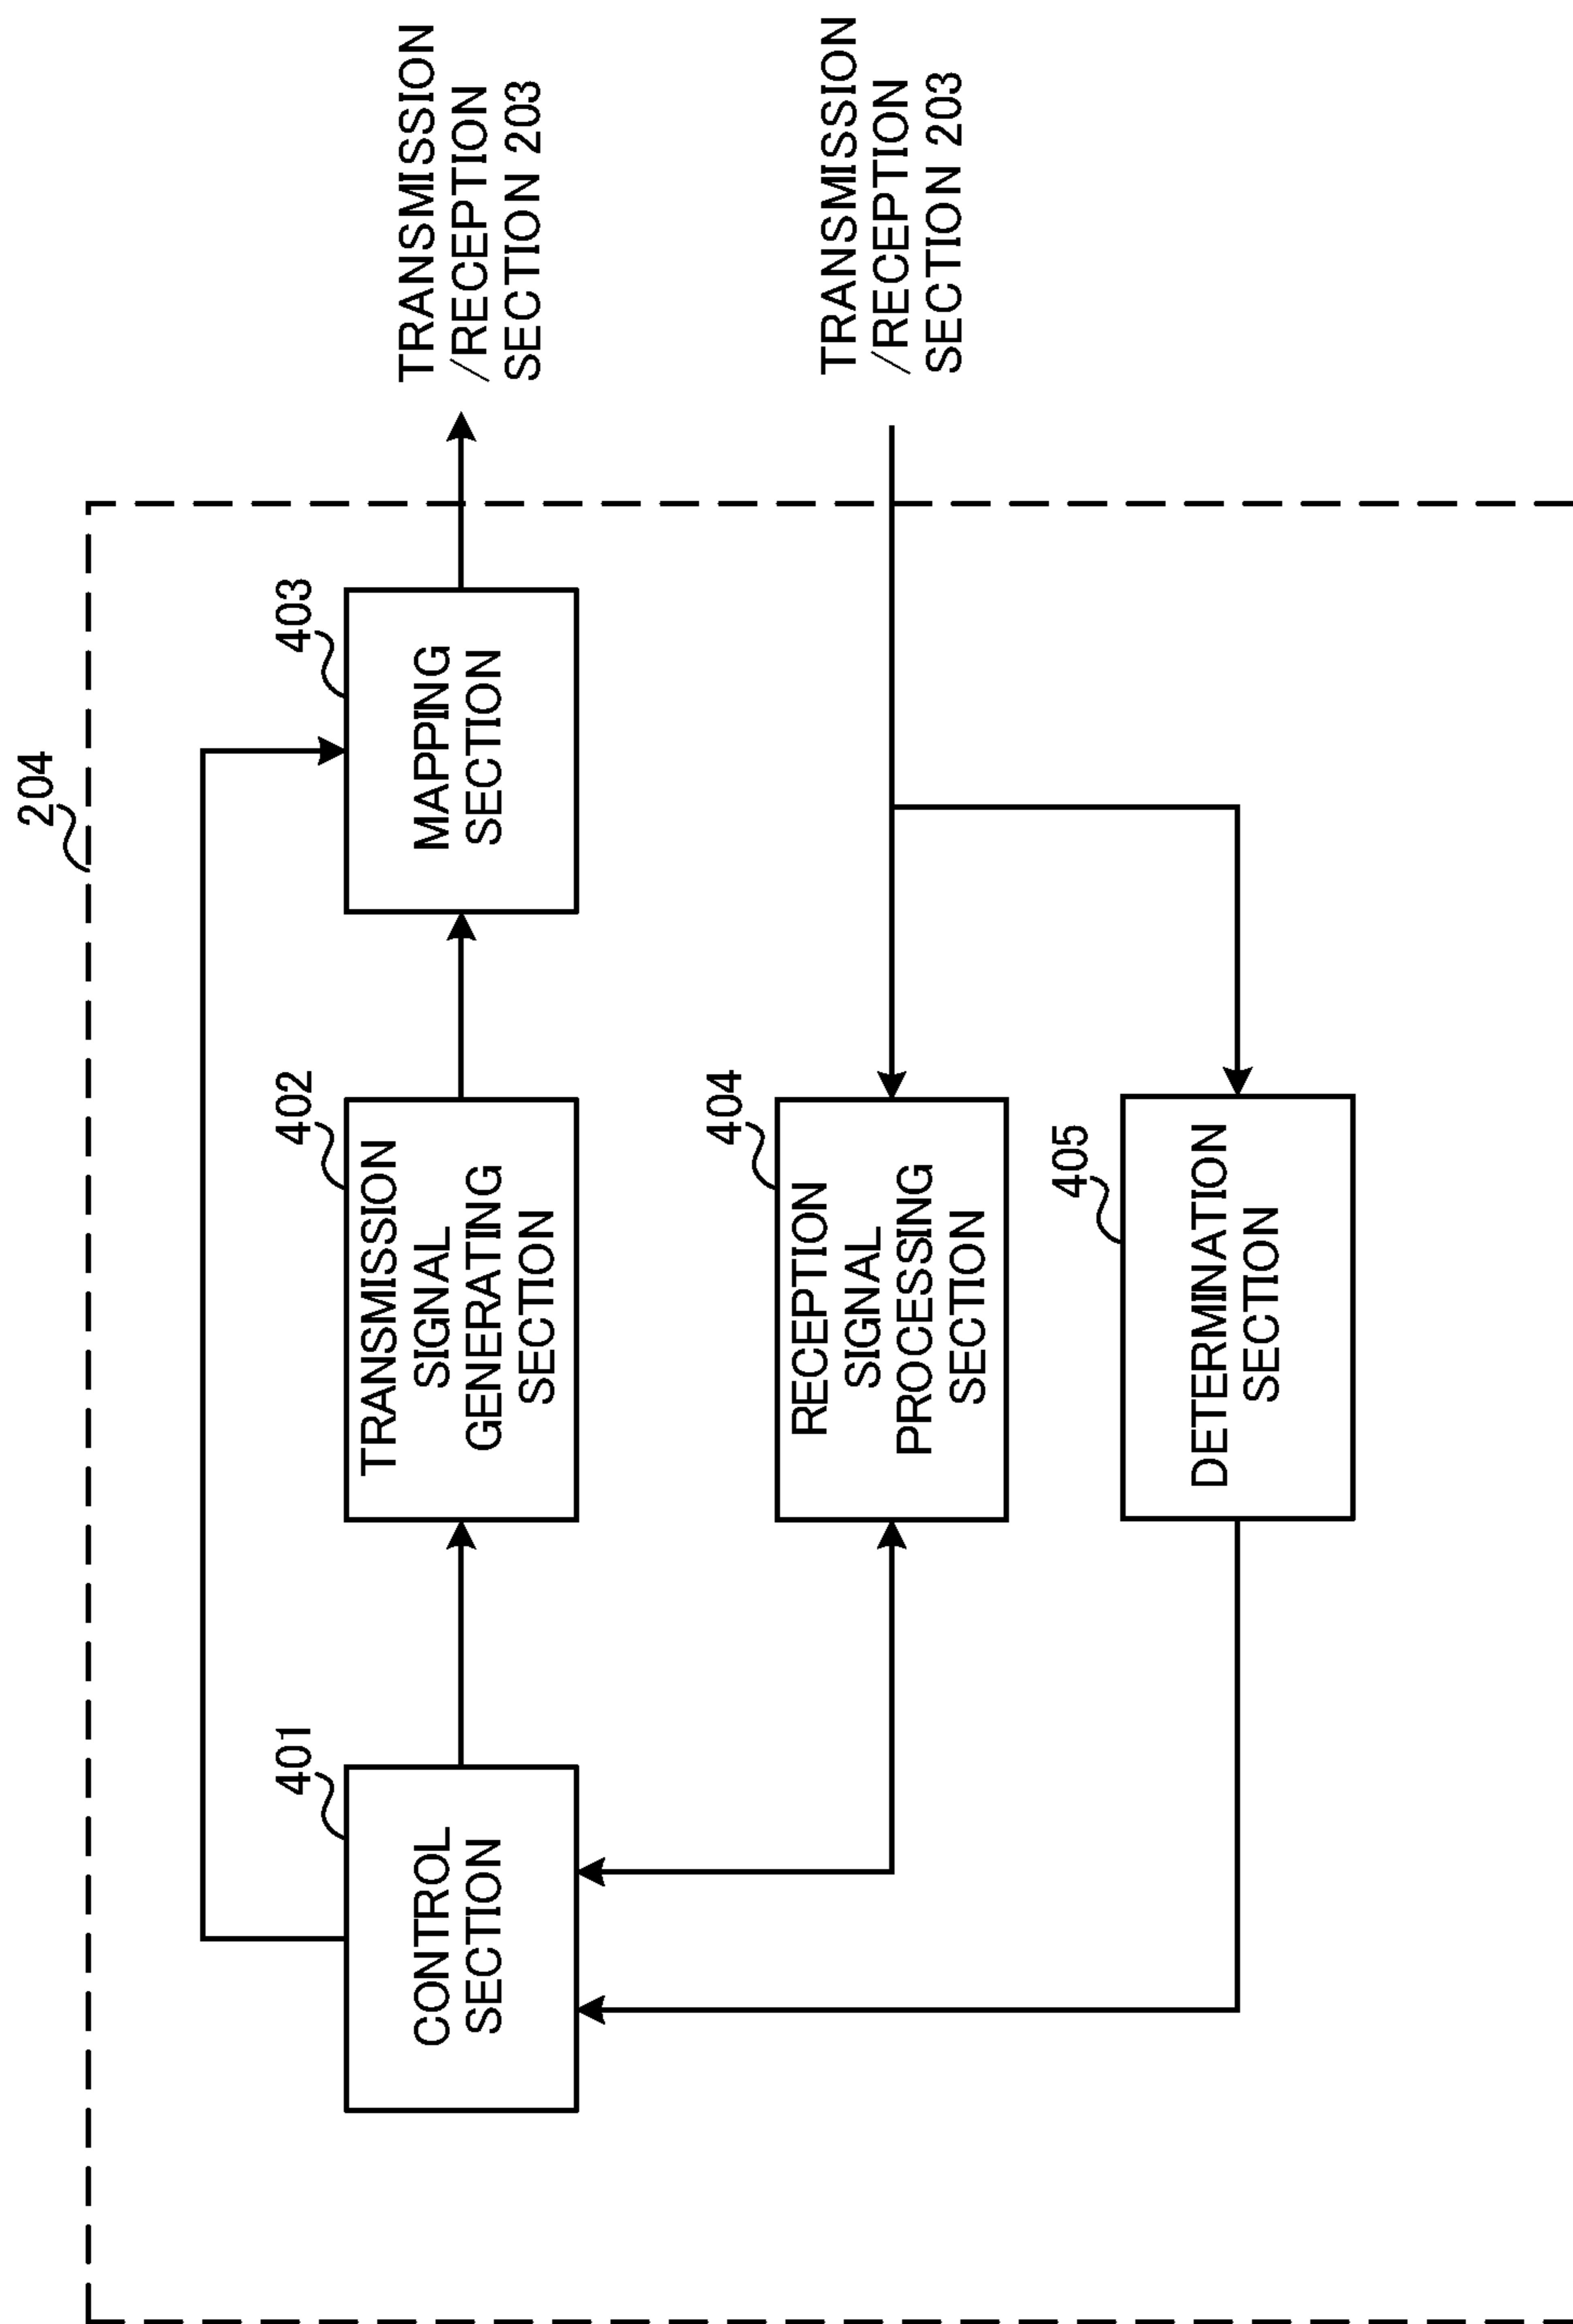 204
401
CONTROL
SECTION
402
TRANSMISSION
SIGNAL
GENERATING
SECTION
403
MAPPING
SECTION
TRANSMISSION
/RECEPTION
SECTION 203
404
RECEPTION
SIGNAL
PROCESSING
SECTION
TRANSMISSION
/RECEPTION
SECTION 203
405
DETERMINATION
SECTION